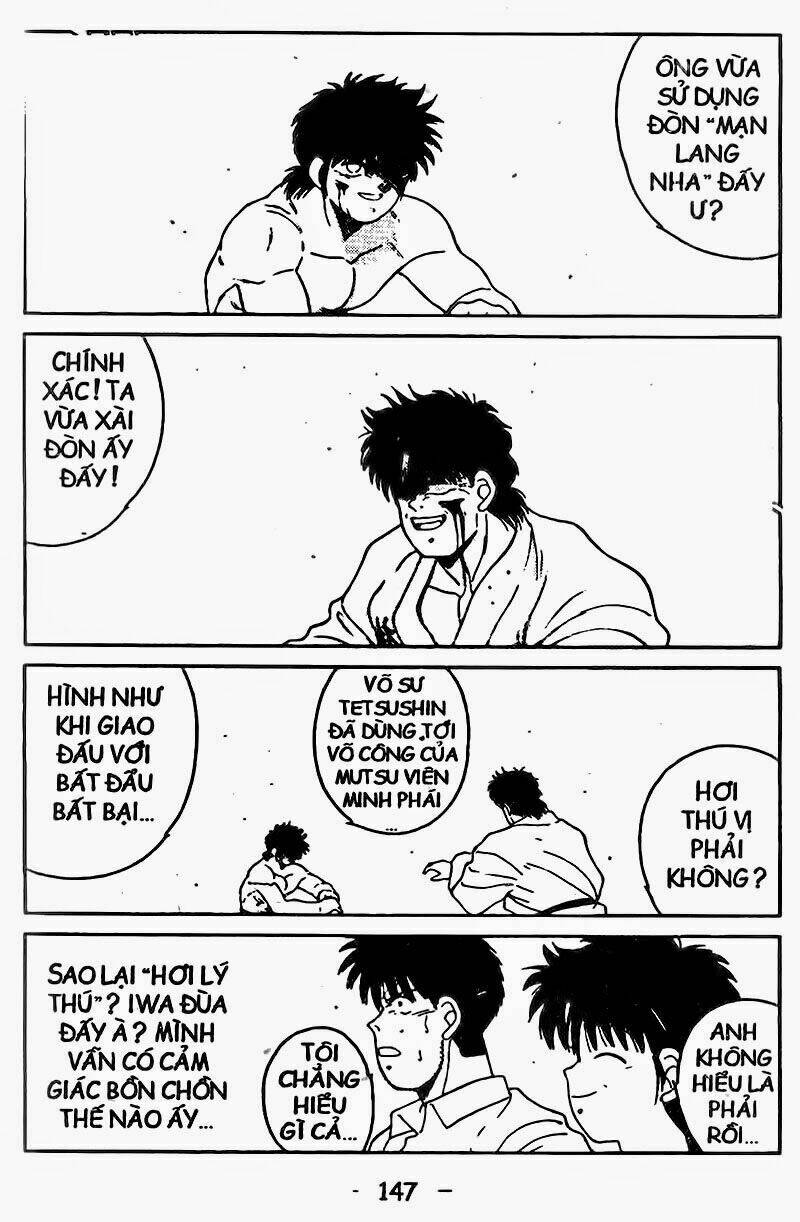 ÔNG VỪA
SỬ DỤNG
ĐÒN “MẠN
LANG
NHA” ĐẤY
Ư?
CHÍNH
XÁC! TA
VỪA XÀI
ĐÒN ẤY
ĐẤY!
HÌNH NHƯ
KHI GIAO
ĐẤU VỚI
BẤT ĐẦU
BẤT BẠI...
VÕ SƯ
TETSUSHIN
ĐÃ DÙNG TỚI
VÕ CÔNG CỦA
MUTSU VIÊN
MINH PHÁI
...
HƠI
THÚ VỊ
PHẢI
KHÔNG?
SAO LẠI “HƠI LÝ
THÚ”? IWA ĐÙA
ĐẤY À? MÌNH
VẪN CÓ CẢM
GIÁC BỒN CHỒN
THẾ NÀO ẤY...
TÔI
CHẲNG
HIỂU
GÌ CẢ...
ANH
KHÔNG
HIỂU LÀ
PHẢI
RỒI...
- 147 -